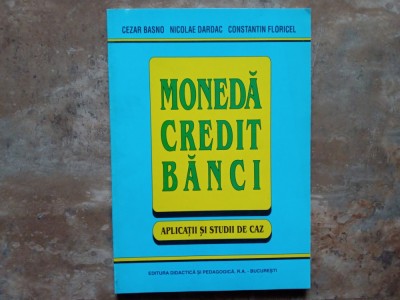 CEZAR BASNO NICOLAE DARDAC CONSTANTIN FLORICEL
MONEDĂ
CREDIT
BĂNCI
APLICAȚII ȘI STUDII DE CAZ
EDITURA DIDACTICĂ ȘI PEDAGOGICĂ, R.A. - BUCUREȘTI